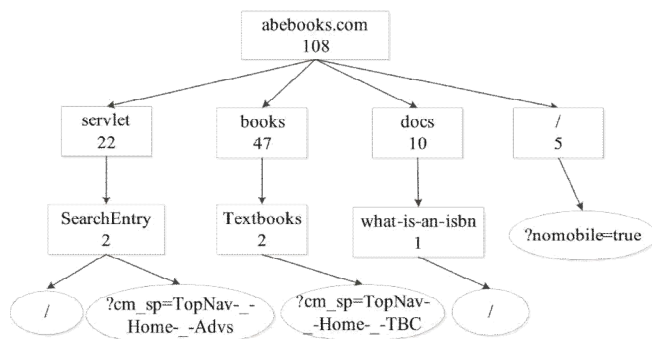 abebooks.com
108
servlet
22
books
47
docs
10
/
5
SearchEntry
2
Textbooks
2
what-is-an-isbn
1
?nomobile=true
/
?cm_sp=TopNav-_-
Home-_-Advs
?cm_sp=TopNav-
_-Home-_-TBC
/